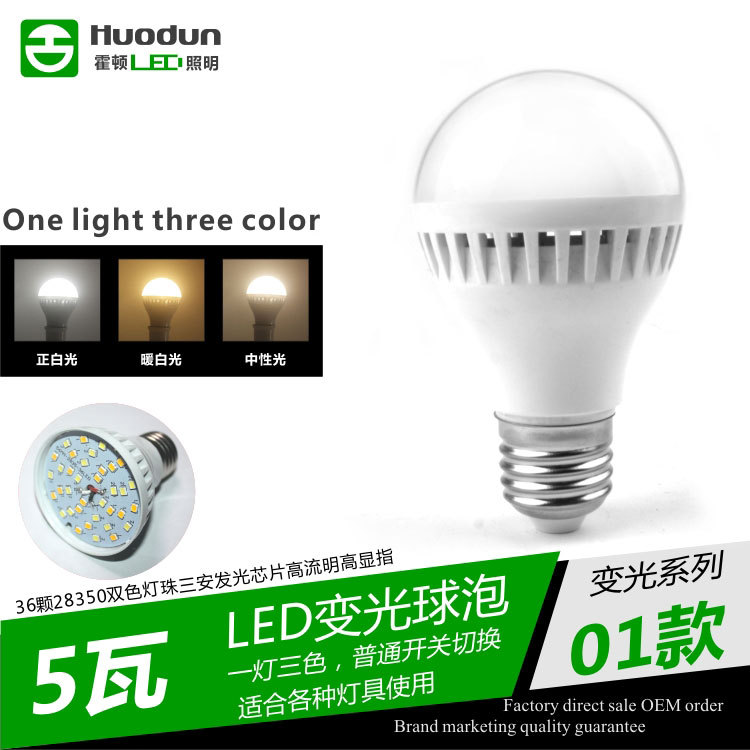 Huodun
霍顿LED照明
One light three color
正白光
暖白光
中性光
36颗28350双色灯珠三安发光芯片高流明高显指
5瓦
LED变光球泡
一灯三色，普通开关切换
适合各种灯具使用
变光系列
01款
Factory direct sale OEM order
Brand marketing quality guarantee